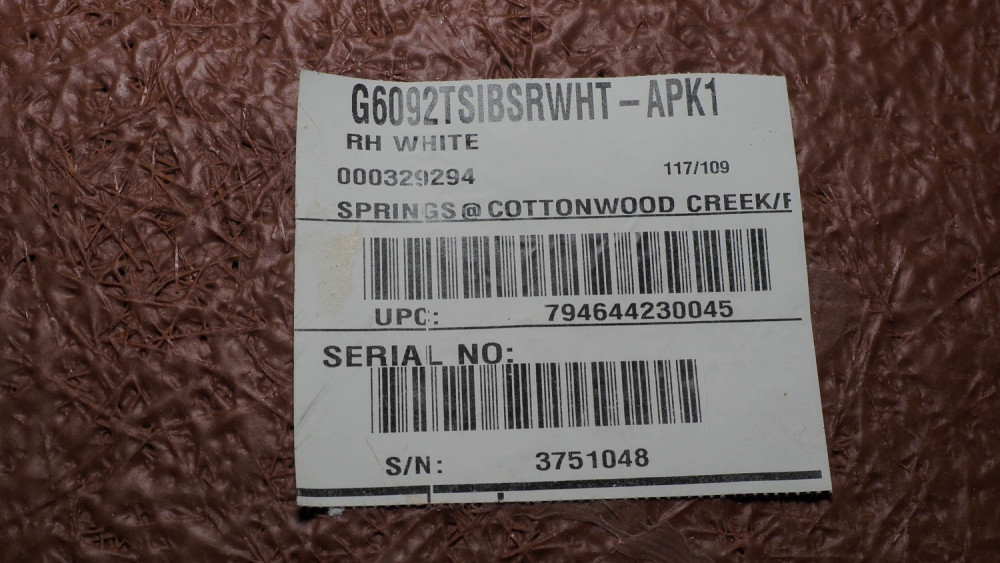 G6092TSIBSRWHT-APK1
RH WHITE
000329294
117/109
SPRINGS@COTTONWOOD CREEK/
UPC: 794644230045
SERIAL NO:
S/N: 3751048